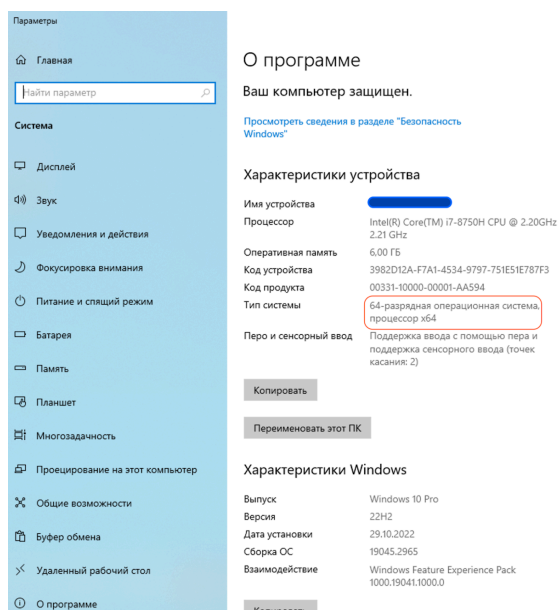 Параметры
Главная
Найти параметр
Система
Дисплей
Звук
Уведомления и действия
Фокусировка внимания
Питание и спящий режим
Батарея
Память
Планшет
Многозадачность
Проецирование на этот компьютер
Общие возможности
Буфер обмена
Удаленный рабочий стол
О программе
О программе
Ваш компьютер защищен.
Просмотреть сведения в разделе "Безопасность
Windows"
Характеристики устройства
Имя устройства
Процессор Intel(R) Core(TM) i7-8750H CPU @ 2.20GHz
2.21 GHz
Оперативная память 6,00 ГБ
Код устройства 3982D12A-F7A1-4534-9797-751E51E787F3
Код продукта 00331-10000-00001-AA594
Тип системы 64-разрядная операционная система,
процессор x64
Перо и сенсорный ввод Поддержка ввода с помощью пера и
поддержка сенсорного ввода (точек
касания: 2)
Копировать
Переименовать этот ПК
Характеристики Windows
Выпуск Windows 10 Pro
Версия 22H2
Дата установки 29.10.2022
Сборка ОС 19045.2965
Взаимодействие Windows Feature Experience Pack
1000.19041.1000.0
Копировать